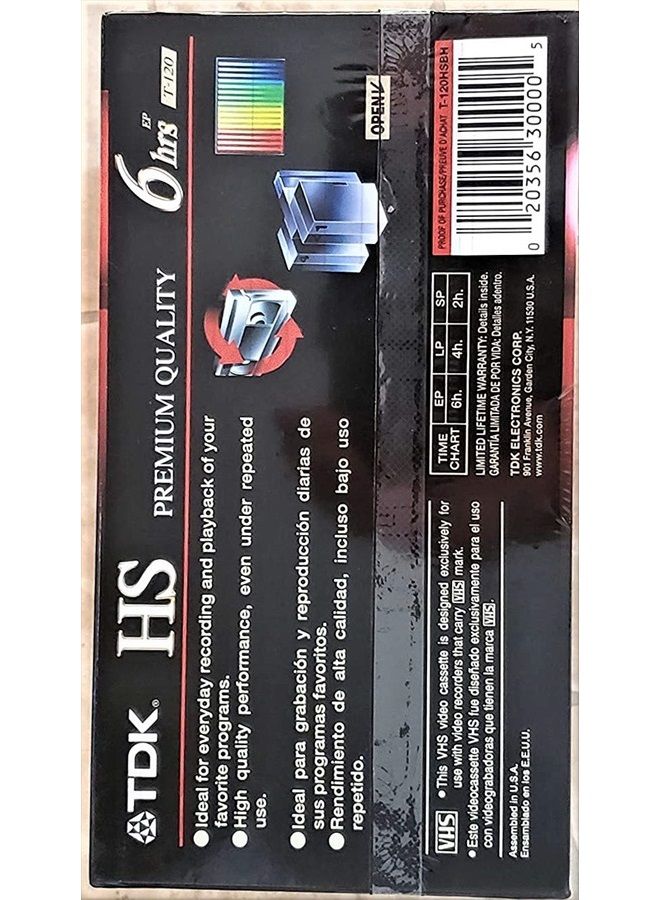 TDK® HS PREMIUM QUALITY 6 hrs EP T-120
● Ideal for everyday recording and playback of your
favorite programs.
● High quality performance, even under repeated
use.
● Ideal para grabación y reproducción diarias de
sus programas favoritos.
● Rendimiento de alta calidad, incluso bajo uso
repetido.
OPEN
VHS
● This VHS video cassette is designed exclusively for
use with video recorders that carry VHS mark.
● Este videocassette VHS fue diseñado exclusivamente para el uso
con videograbadoras que tienen la marca VHS.
Assembled in U.S.A.
Ensamblado en los E.E.U.U.
TIME CHART EP LP SP
6h. 4h. 2h.
LIMITED LIFETIME WARRANTY: Details inside.
GARANTÍA LIMITADA DE POR VIDA: Detalles adentro.
TDK ELECTRONICS CORP.
901 Franklin Avenue, Garden City, N.Y. 11530 U.S.A.
www.tdk.com
PROOF OF PURCHASE/PREUVE D'ACHAT T-120HSBH
0 20356 30000 5